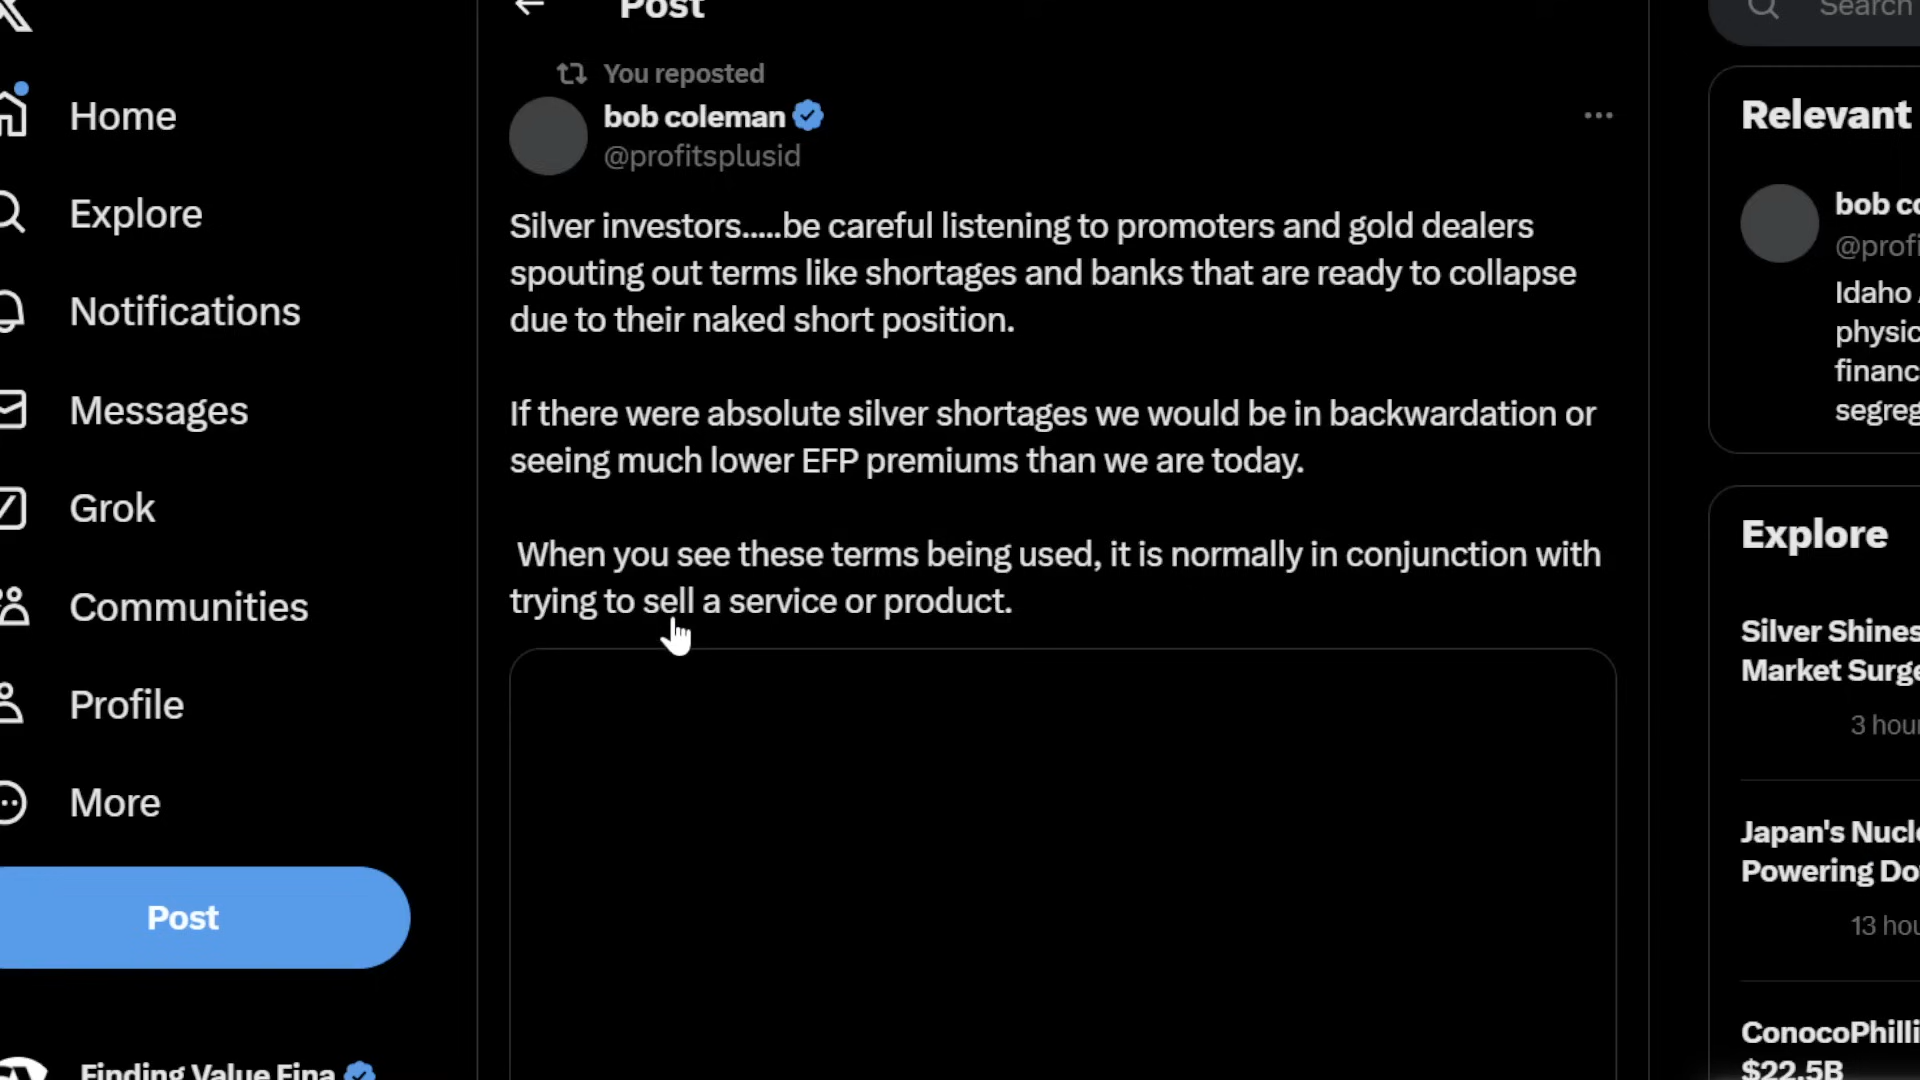 Post
Search
You reposted
bob coleman
@profitsplusid
Silver investors.....be careful listening to promoters and gold dealers
spouting out terms like shortages and banks that are ready to collapse
due to their naked short position.
If there were absolute silver shortages we would be in backwardation or
seeing much lower EFP premiums than we are today.
When you see these terms being used, it is normally in conjunction with
trying to sell a service or product.
Home
Explore
Notifications
Messages
Grok
Communities
Profile
More
Post
Finding Value Fina
Relevant
bob co
@profi
Idaho
physic
financ
segreg
Explore
Silver Shines
Market Surge
3 hour
Japan's Nucle
Powering Do
13 hou
ConocoPhilli
$22.5B